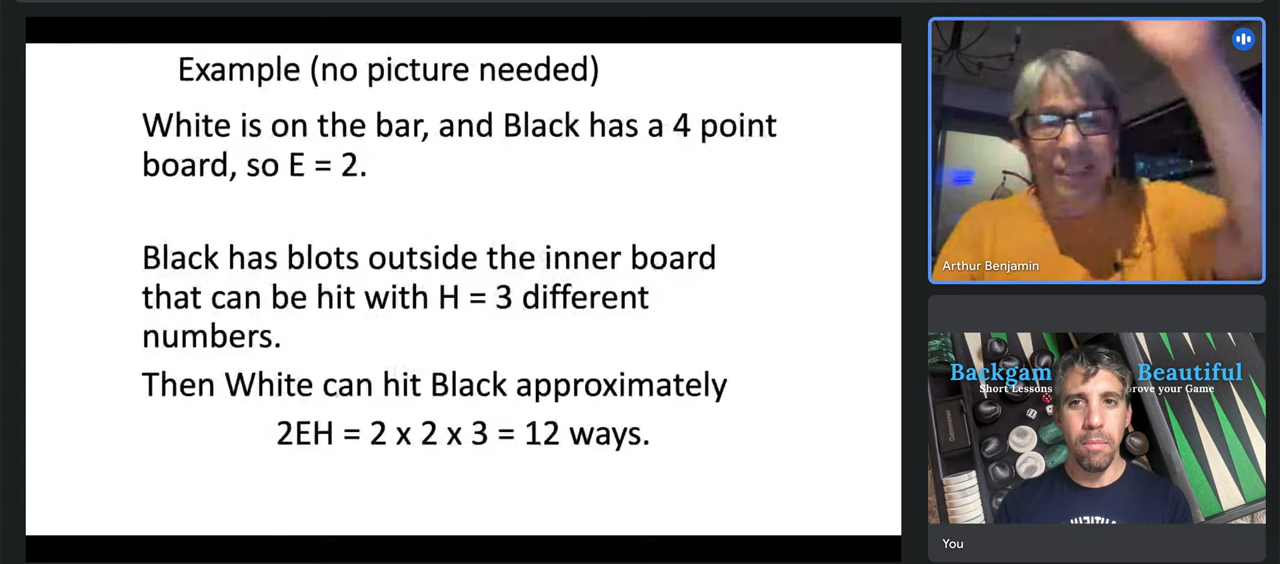 Example (no picture needed)
White is on the bar, and Black has a 4 point
board, so E = 2.
Black has blots outside the inner board
that can be hit with H = 3 different
numbers.
Then White can hit Black approximately
2EH = 2 x 2 x 3 = 12 ways.
Arthur Benjamin
Backgam Beautiful
Short Lessons rove your Game
You